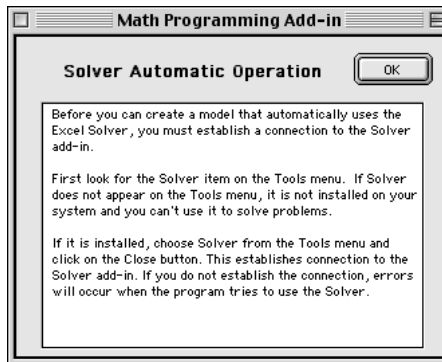 Math Programming Add-in
Solver Automatic Operation
OK
Before you can create a model that automatically uses the
Excel Solver, you must establish a connection to the Solver
add-in.
First look for the Solver item on the Tools menu. If Solver
does not appear on the Tools menu, it is not installed on your
system and you can't use it to solve problems.
If it is installed, choose Solver from the Tools menu and
click on the Close button. This establishes connection to the
Solver add-in. If you do not establish the connection, errors
will occur when the program tries to use the Solver.